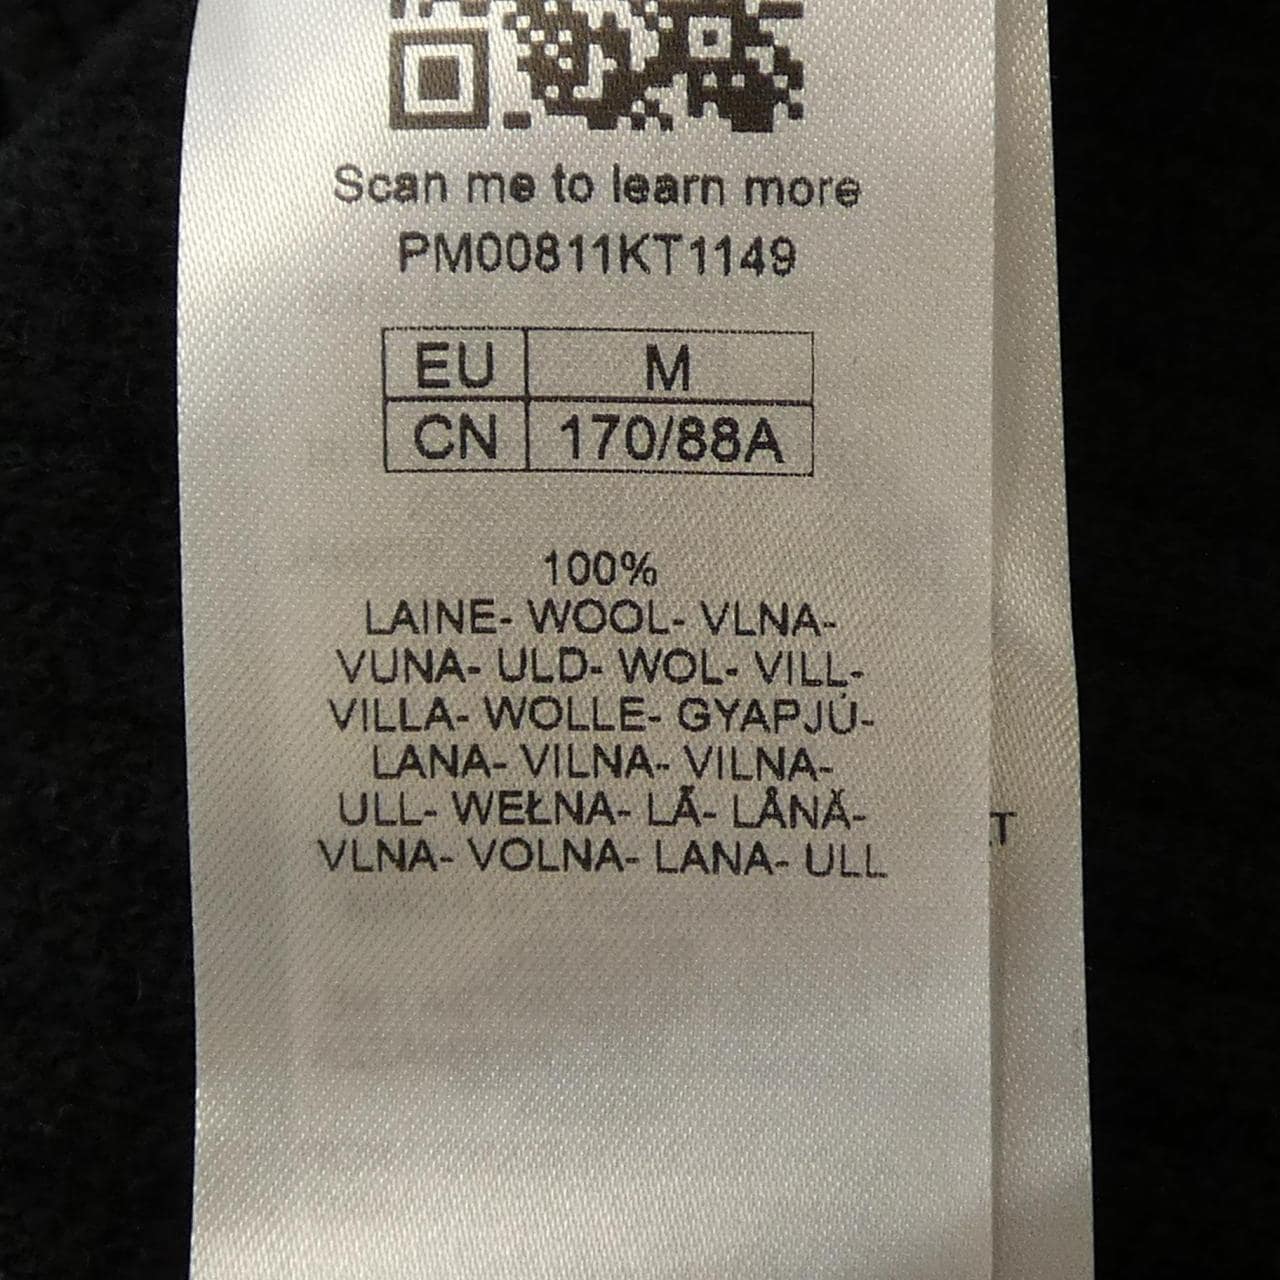 Scan me to learn more
PM00811KT1149
EU M
CN 170/88A
100%
LAINE- WOOL- VLNA-
VUNA- ULD- WOL- VILL-
VILLA- WOLLE- GYAPJÚ-
LANA- VILNA- VILNA-
ULL- WEŁNA- LÃ- LÂNĂ-
VLNA- VOLNA- LANA- ULL